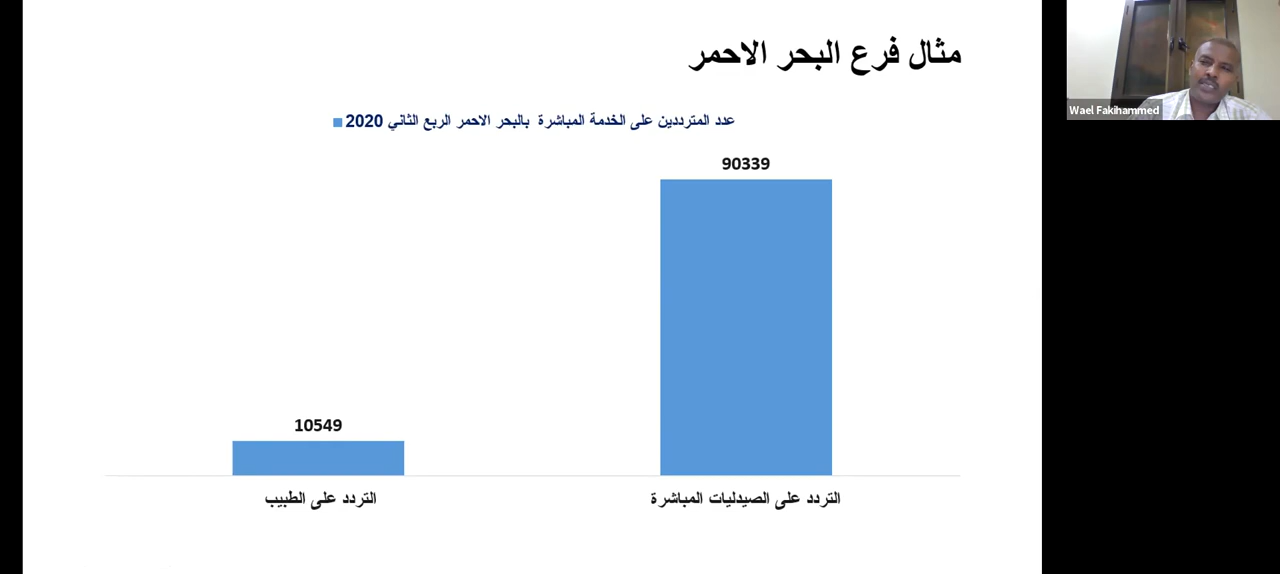 مثال فرع البحر الاحمر
عدد المترددين على الخدمة المباشرة بالبحر الاحمر الربع الثاني 2020
90339
10549
التردد على الصيدليات المباشرة
التردد على الطبيب
Wael Fakihammed